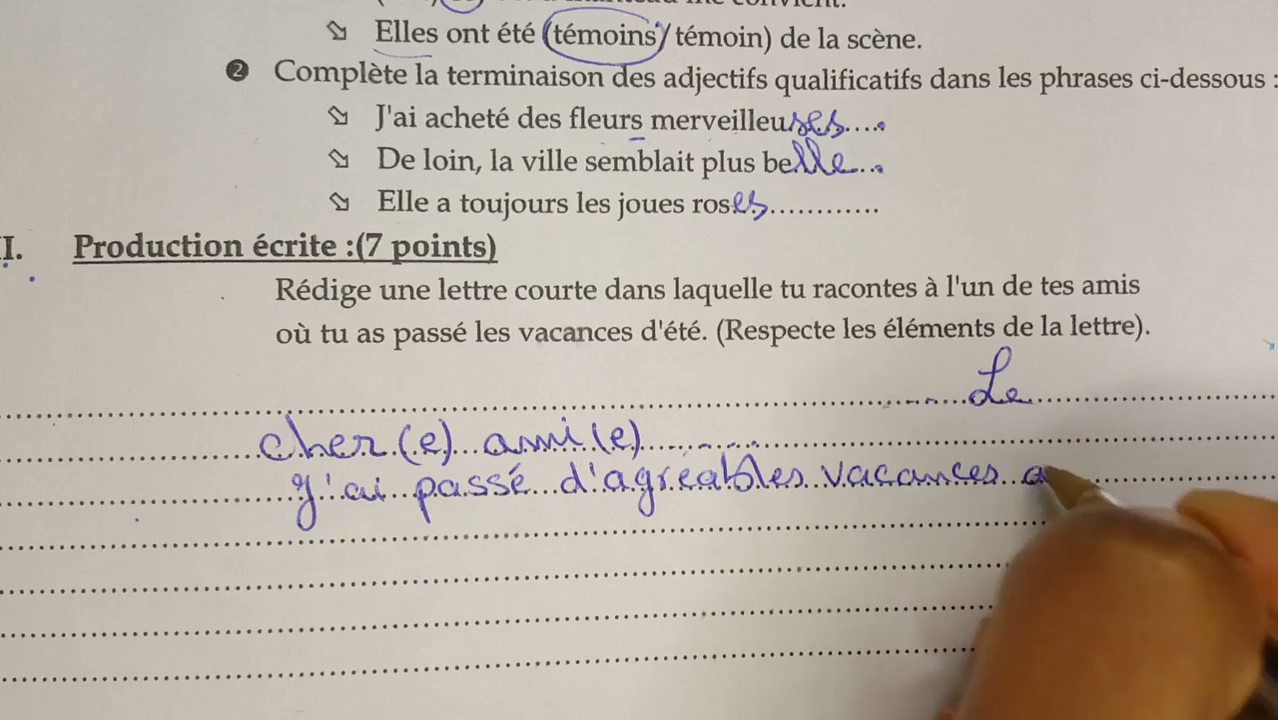 convient.
Elles ont été (témoins / témoin) de la scène.
❷ Complète la terminaison des adjectifs qualificatifs dans les phrases ci-dessous :
J'ai acheté des fleurs merveilleuses....
De loin, la ville semblait plus belle...
Elle a toujours les joues roses............
I. Production écrite :(7 points)
Rédige une lettre courte dans laquelle tu racontes à l'un de tes amis
où tu as passé les vacances d'été. (Respecte les éléments de la lettre).
Le
cher(e) ami(e)
J'ai passé d'agréables vacances a